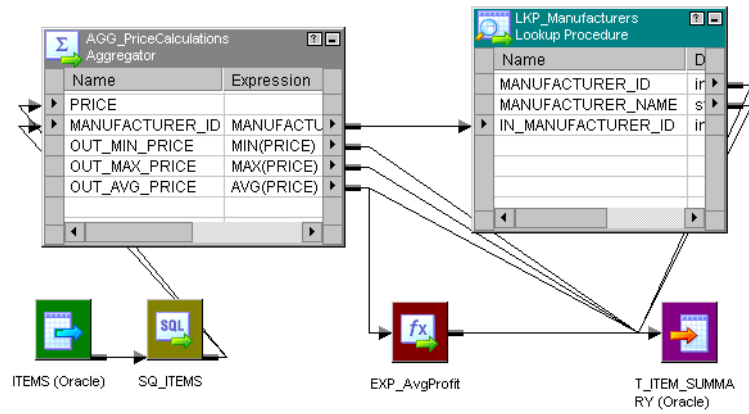 AGG_PriceCalculations
Aggregator
Name Expression
PRICE
MANUFACTURER_ID MANUFACTU
OUT_MIN_PRICE MIN(PRICE)
OUT_MAX_PRICE MAX(PRICE)
OUT_AVG_PRICE AVG(PRICE)
LKP_Manufacturers
Lookup Procedure
Name D
MANUFACTURER_ID in
MANUFACTURER_NAME st
IN_MANUFACTURER_ID in
ITEMS (Oracle)
SQL
SQ_ITEMS
fx
EXP_AvgProfit
T_ITEM_SUMMA
RY (Oracle)